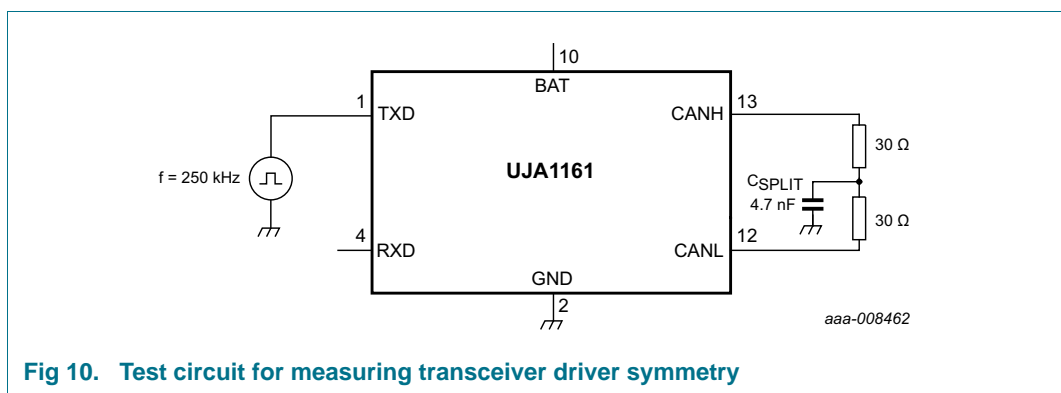 10
BAT
1
TXD
CANH
13
30 Ω
f = 250 kHz
UJA1161
CSPLIT
4.7 nF
30 Ω
4
RXD
CANL
12
GND
2
aaa-008462
Fig 10. Test circuit for measuring transceiver driver symmetry